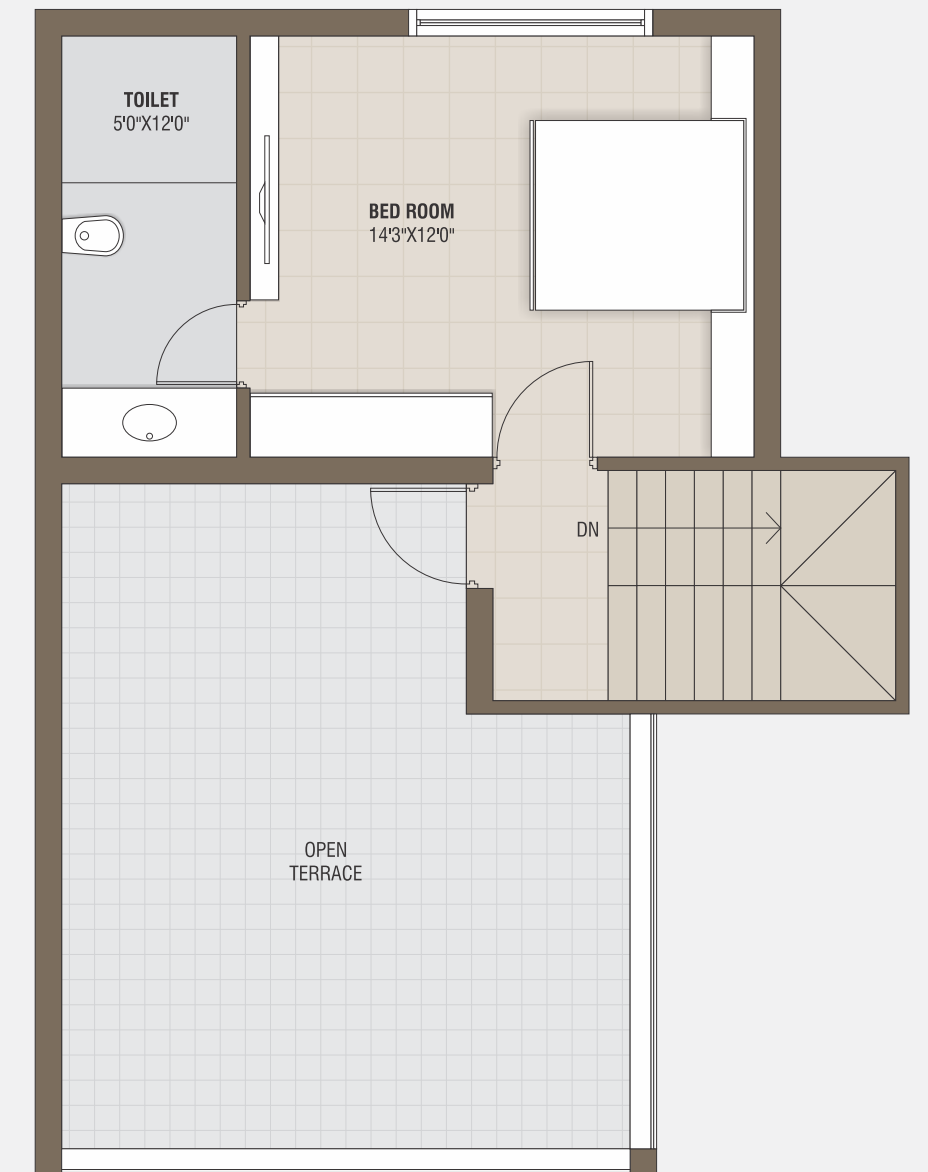 TOILET
5'0"X12'0"
BED ROOM
14'3"X12'0"
DN
OPEN
TERRACE